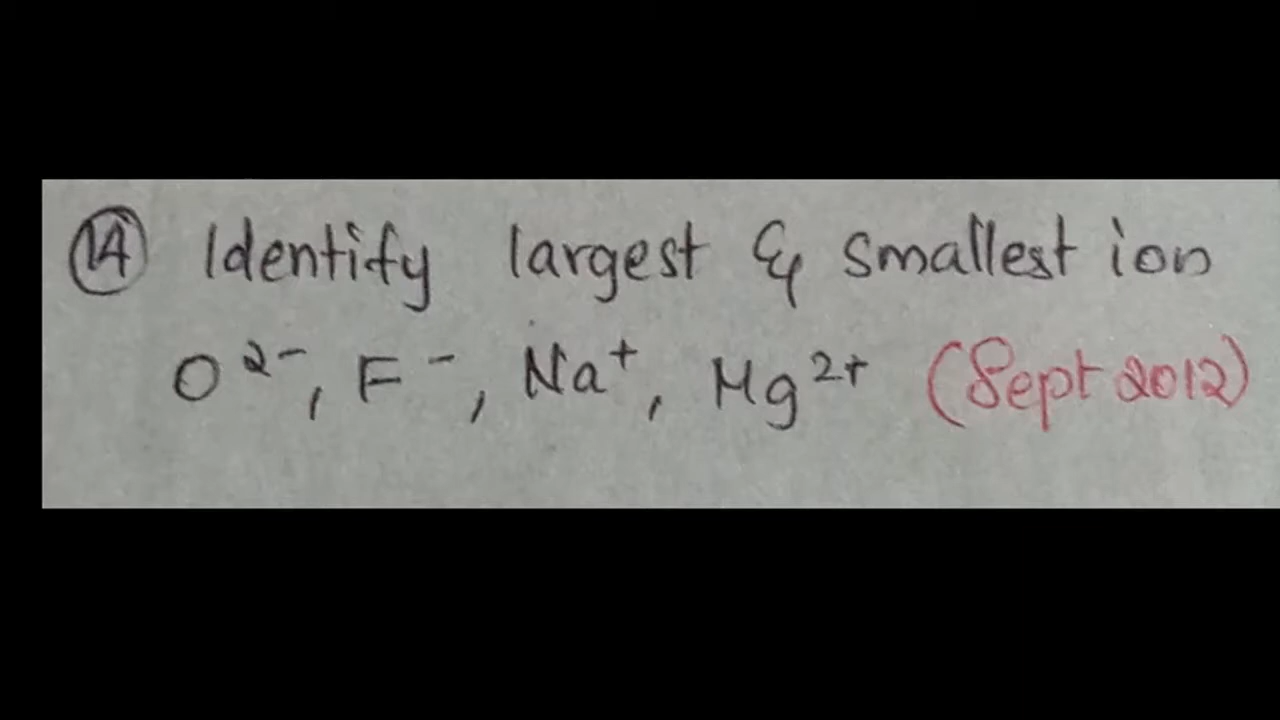 14 Identify largest & smallest ion
O²⁻, F⁻, Na⁺, Mg²⁺ (Sept 2012)